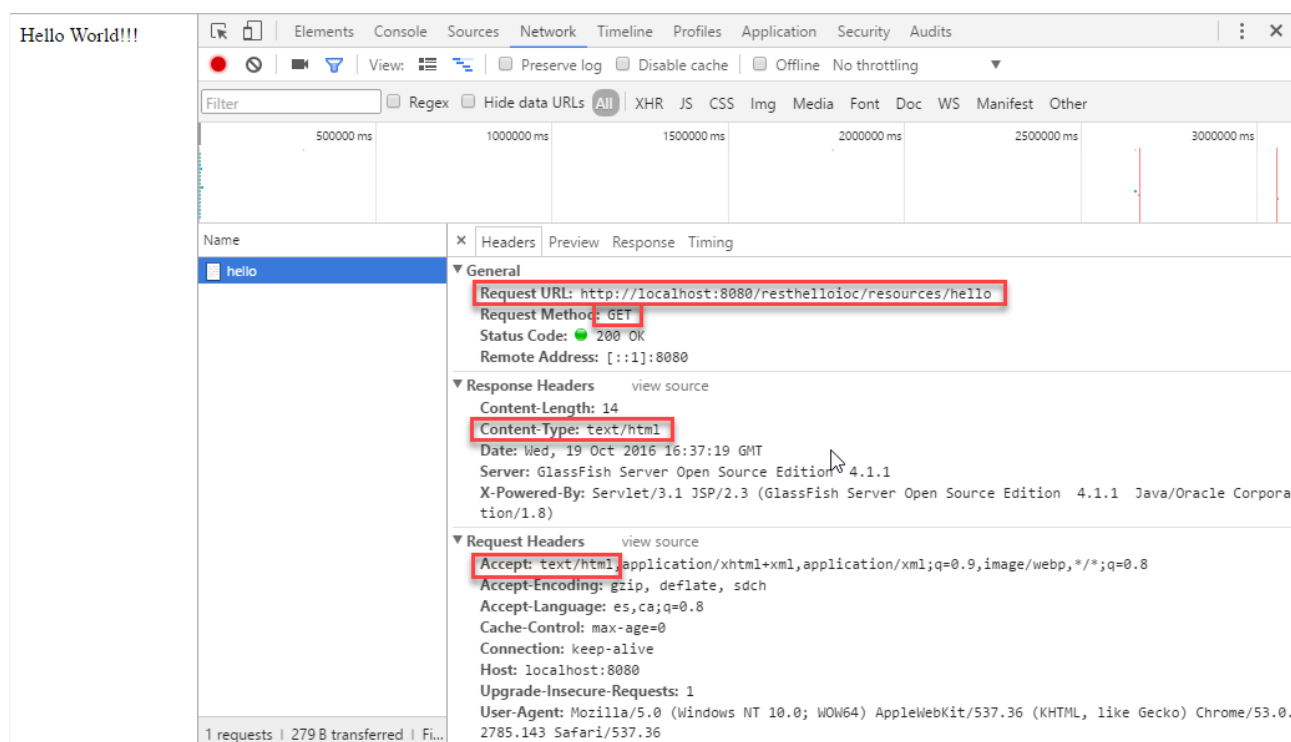 Hello World!!!
Elements Console Sources Network Timeline Profiles Application Security Audits
View: Preserve log Disable cache Offline No throttling
Filter Regex Hide data URLs All XHR JS CSS Img Media Font Doc WS Manifest Other
500000 ms 1000000 ms 1500000 ms 2000000 ms 2500000 ms 3000000 ms
Name
hello
1 requests | 279 B transferred | Fi...
× Headers Preview Response Timing
General
Request URL: http://localhost:8080/resthelloioc/resources/hello
Request Method: GET
Status Code: 200 OK
Remote Address: [::1]:8080
Response Headers view source
Content-Length: 14
Content-Type: text/html
Date: Wed, 19 Oct 2016 16:37:19 GMT
Server: GlassFish Server Open Source Edition 4.1.1
X-Powered-By: Servlet/3.1 JSP/2.3 (GlassFish Server Open Source Edition 4.1.1 Java/Oracle Corpora
tion/1.8)
Request Headers view source
Accept: text/html,application/xhtml+xml,application/xml;q=0.9,image/webp,*/*;q=0.8
Accept-Encoding: gzip, deflate, sdch
Accept-Language: es,ca;q=0.8
Cache-Control: max-age=0
Connection: keep-alive
Host: localhost:8080
Upgrade-Insecure-Requests: 1
User-Agent: Mozilla/5.0 (Windows NT 10.0; WOW64) AppleWebKit/537.36 (KHTML, like Gecko) Chrome/53.0.
2785.143 Safari/537.36